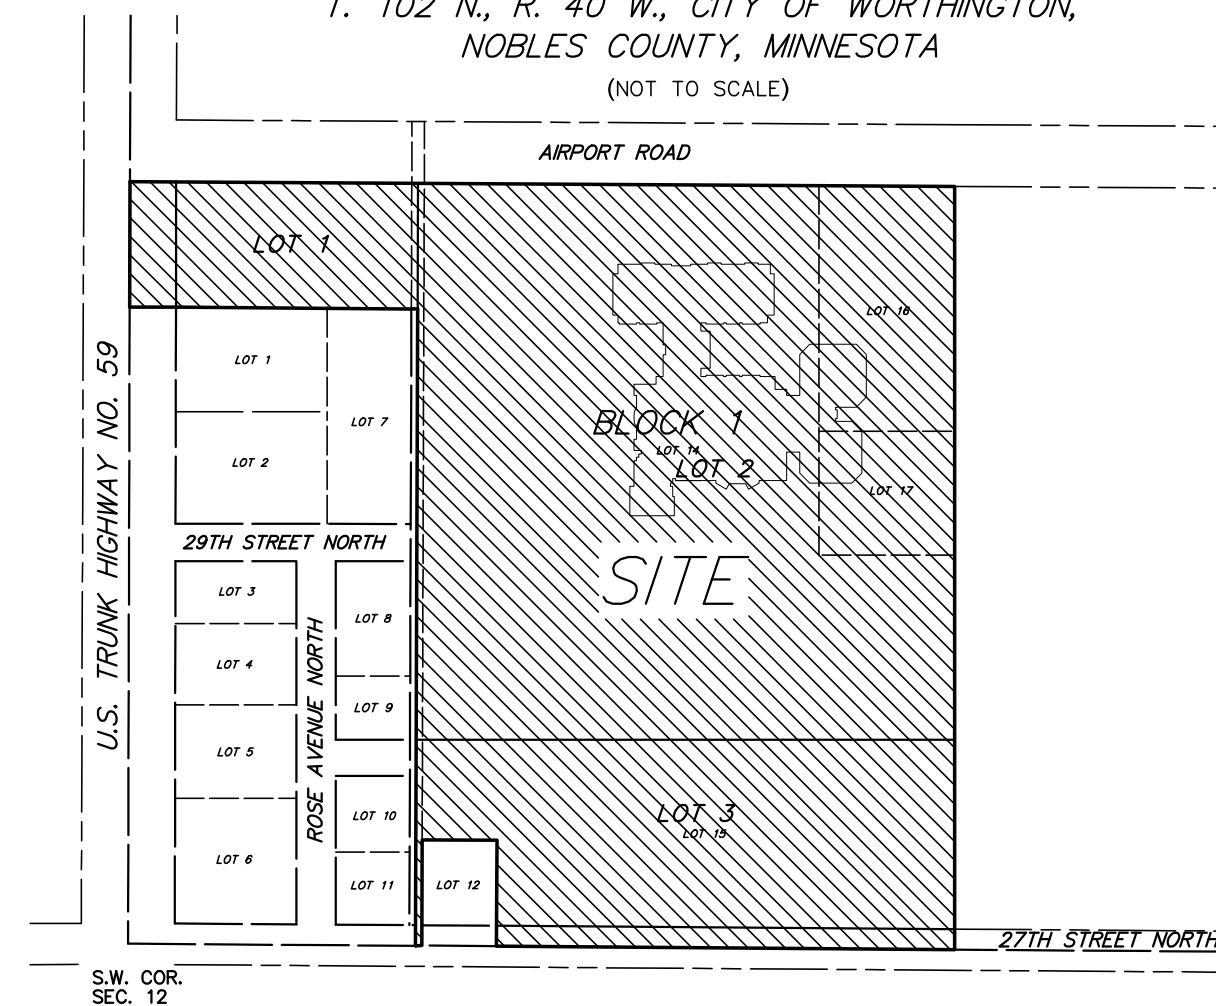 T. 102 N., R. 40 W., CITY OF WORTHINGTON,
NOBLES COUNTY, MINNESOTA
(NOT TO SCALE)
AIRPORT ROAD
LOT 1
LOT 16
LOT 1
LOT 7
BLOCK 1
LOT 14
LOT 2
LOT 2
LOT 17
U.S. TRUNK HIGHWAY NO. 59
29TH STREET NORTH
SITE
LOT 3
LOT 8
LOT 4
ROSE AVENUE NORTH
LOT 9
LOT 5
LOT 10
LOT 3
LOT 15
LOT 6
LOT 11
LOT 12
27TH STREET NORTH
S.W. COR.
SEC. 12